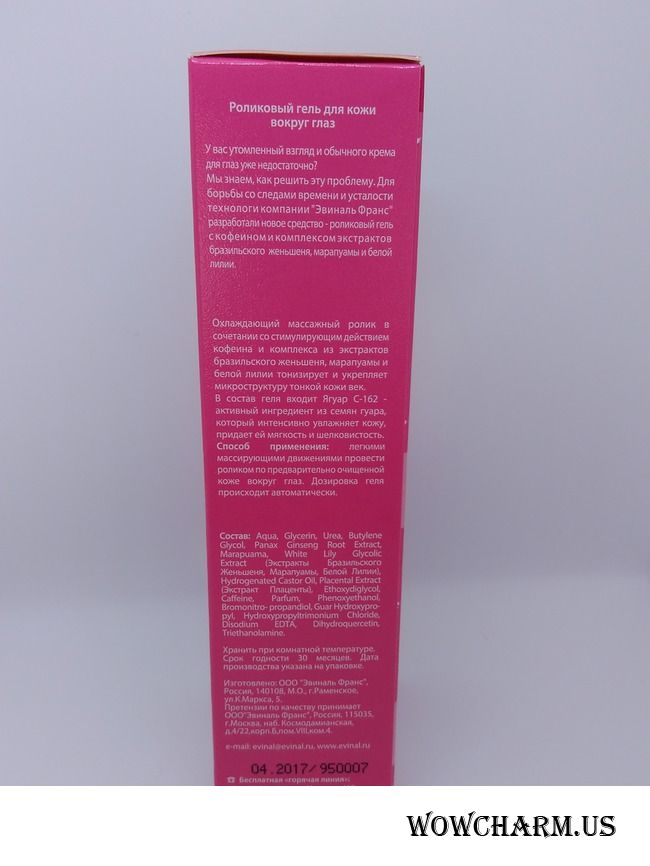 Роликовый гель для кожи
вокруг глаз
У вас утомленный взгляд и обычного крема
для глаз уже недостаточно?
Мы знаем, как решить эту проблему. Для
борьбы со следами времени и усталости
технологи компании "Эвиналь Франс"
разработали новое средство - роликовый гель
с кофеином и комплексом экстрактов
бразильского женьшеня, марапуамы и белой
лилии.
Охлаждающий массажный ролик в
сочетании со стимулирующим действием
кофеина и комплекса из экстрактов
бразильского женьшеня, марапуамы и
белой лилии тонизирует и укрепляет
микроструктуру тонкой кожи век.
В состав геля входит Ягуар С-162 -
активный ингредиент из семян гуара,
который интенсивно увлажняет кожу,
придает ей мягкость и шелковистость.
Способ применения: легкими
массирующими движениями провести
роликом по предварительно очищенной
коже вокруг глаз. Дозировка геля
происходит автоматически.
Состав: Aqua, Glycerin, Urea, Butylene
Glycol, Panax Ginseng Root Extract,
Marapuama, White Lily Glycolic
Extract (Экстракты Бразильского
Женьшеня, Марапуамы, Белой Лилии),
Hydrogenated Castor Oil, Placental Extract
(Экстракт Плаценты), Ethoxydiglycol,
Caffeine, Parfum, Phenoxyethanol,
Bromonitro- propandiol, Guar Hydroxypro-
pyl, Hydroxypropyltrimonium Chloride,
Disodium EDTA, Dihydroquercetin,
Triethanolamine.
Хранить при комнатной температуре.
Срок годности 30 месяцев. Дата
производства указана на упаковке.
Изготовлено: ООО "Эвиналь Франс",
Россия, 140108, М.О., г.Раменское,
ул.К.Маркса, 5.
Претензии по качеству принимает
ООО"Эвиналь Франс", Россия, 115035,
г.Москва, наб. Космодамианская,
д.4/22,корп.Б,пом.VIII,ком.4.
e-mail: evinal@evinal.ru, www.evinal.ru
04.2017/ 950007
Бесплатная «горячая линия»:
WOWCHARM.US